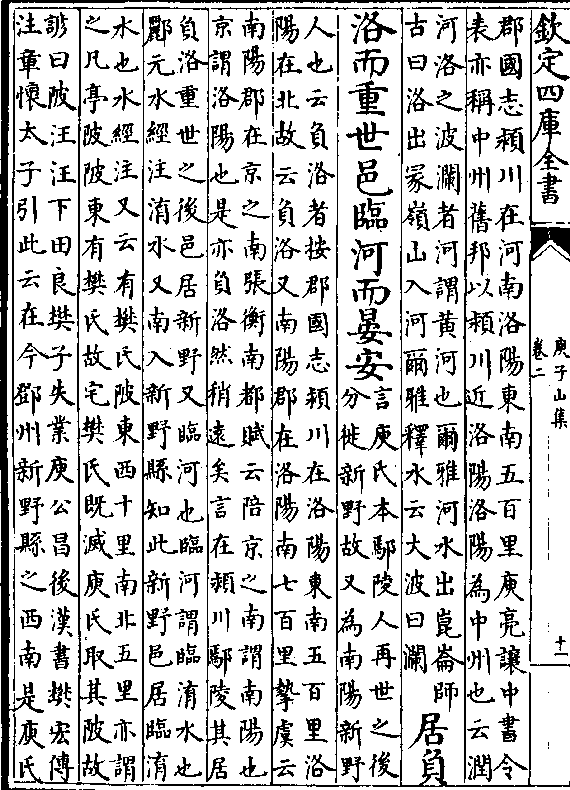 欽定四庫全書
庾子山集
卷二
十一
郡國志潁川在河南洛陽東南五百里庾亮讓中書令
表亦稱中州舊邦以潁川近洛陽洛陽為中州也云潤
河洛之波瀾者河謂黃河也爾雅河水出崑崙師
古曰洛出冢嶺山入河爾雅釋水云大波曰瀾
居負
洛而重世邑臨河而晏安
言庾氏本鄢陵人再世之後
分徙新野故又為南陽新野
人也云負洛者按郡國志潁川在洛陽東南五百里洛
陽在北故云負洛又南陽郡在洛陽南七百里摯虞云
南陽郡在京之南張衡南都賦云陪京之南謂南陽也
京謂洛陽也是亦負洛然稍遠矣言在潁川鄢陵其居
負洛重世之後邑居新野又臨河也臨河謂臨淯水也
酈元水經注淯水又南入新野縣知此新野邑居臨淯
水也水經注又云有樊氏陂東西十里南北五里亦謂
之凡亭陂陂東有樊氏故宅樊氏既滅庾氏取其陂故
諺曰陂汪汪下田良樊子失業庾公昌後漢書樊宏傳
注章懷太子引此云在今鄧州新野縣之西南是庾氏